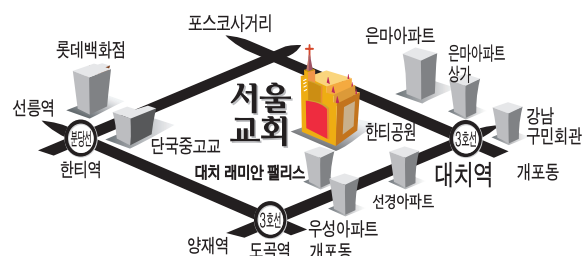 포스코사거리
은마아파트
롯데백화점
은마아파트
상가
선릉역
서울
교회
강남
구민회관
분당선
단국중고교
한티공원
3호선
한티역
대치 래미안 팰리스
대치역
개포동
선경아파트
3호선
우성아파트
양재역
도곡역
개포동